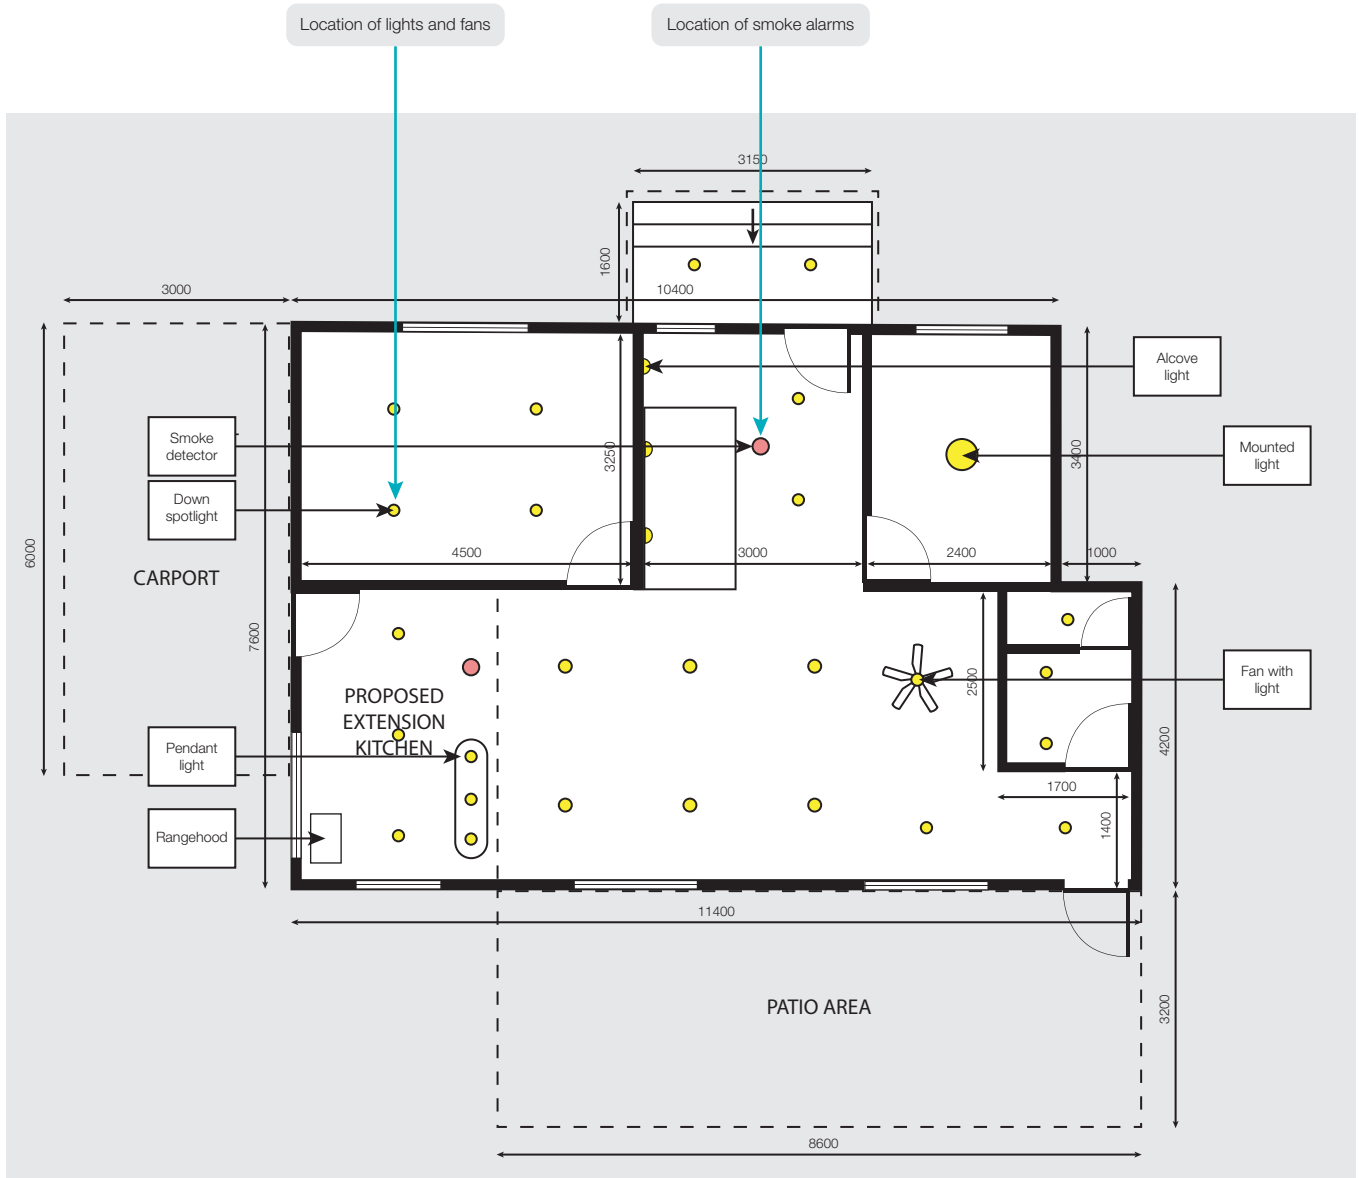 Location of lights and fans
Location of smoke alarms
3150
1600
3000
10400
Alcove
light
Smoke
detector
3250
3400
Mounted
light
Down
spotlight
6000
4500
3000
2400
1000
CARPORT
7600
2500
Fan with
light
PROPOSED
EXTENSION
KITCHEN
4200
Pendant
light
1700
1400
Rangehood
11400
PATIO AREA
3200
8600